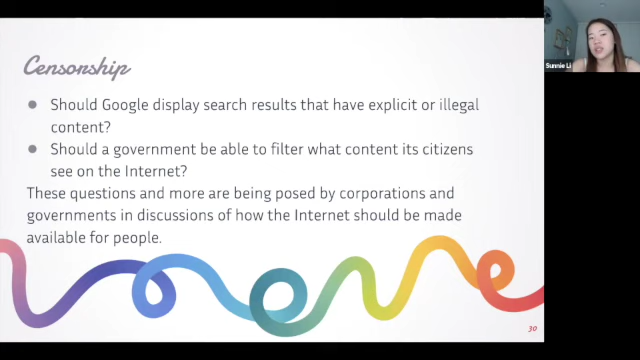 Censorship
Should Google display search results that have explicit or illegal
content?
Should a government be able to filter what content its citizens
see on the Internet?
These questions and more are being posed by corporations and
governments in discussions of how the Internet should be made
available for people.
30
Sunnie Li